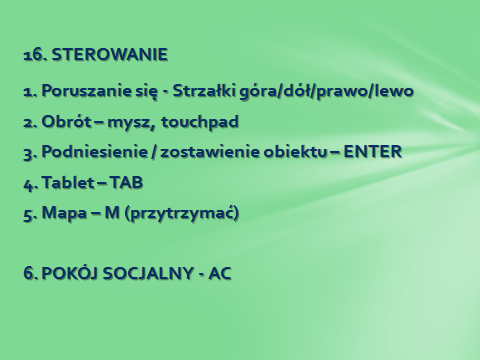 16. STEROWANIE
1. Poruszanie się - Strzałki góra/dół/prawo/lewo
2. Obrót – mysz, touchpad
3. Podniesienie / zostawienie obiektu – ENTER
4. Tablet – TAB
5. Mapa – M (przytrzymać)
6. POKÓJ SOCJALNY - AC